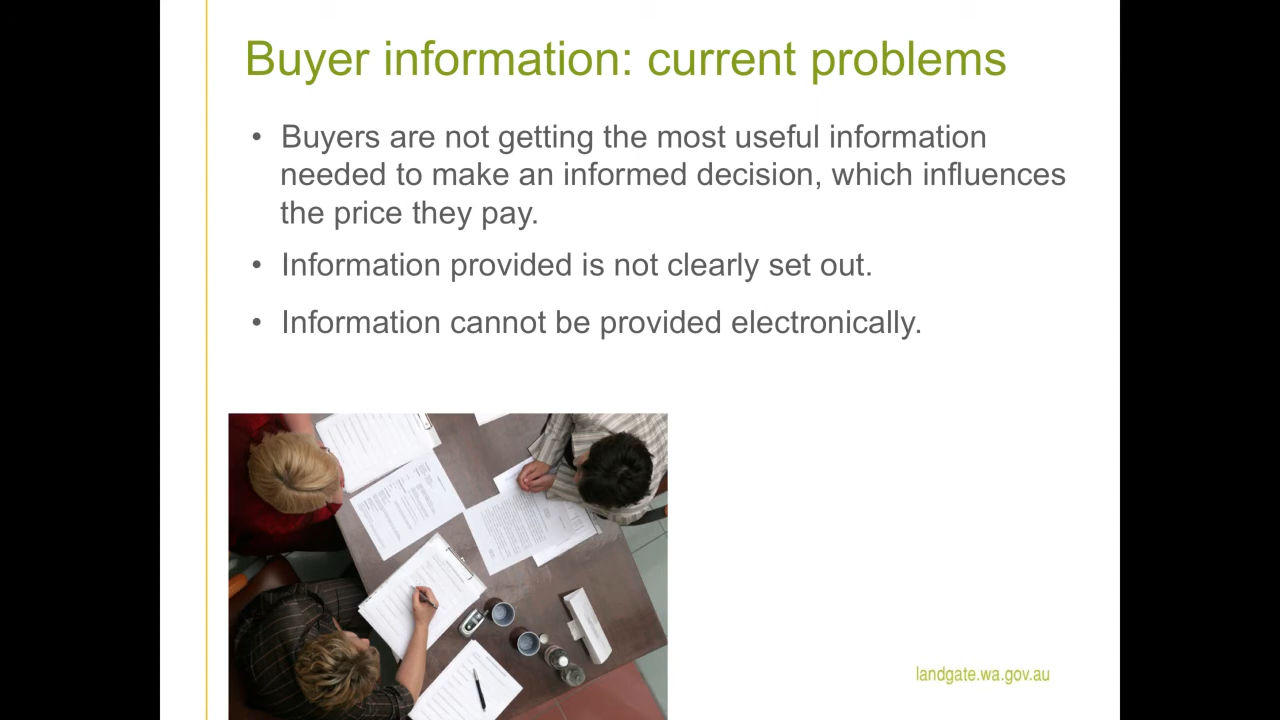 Buyer information: current problems
• Buyers are not getting the most useful information
needed to make an informed decision, which influences
the price they pay.
• Information provided is not clearly set out.
• Information cannot be provided electronically.
landgate.wa.gov.au